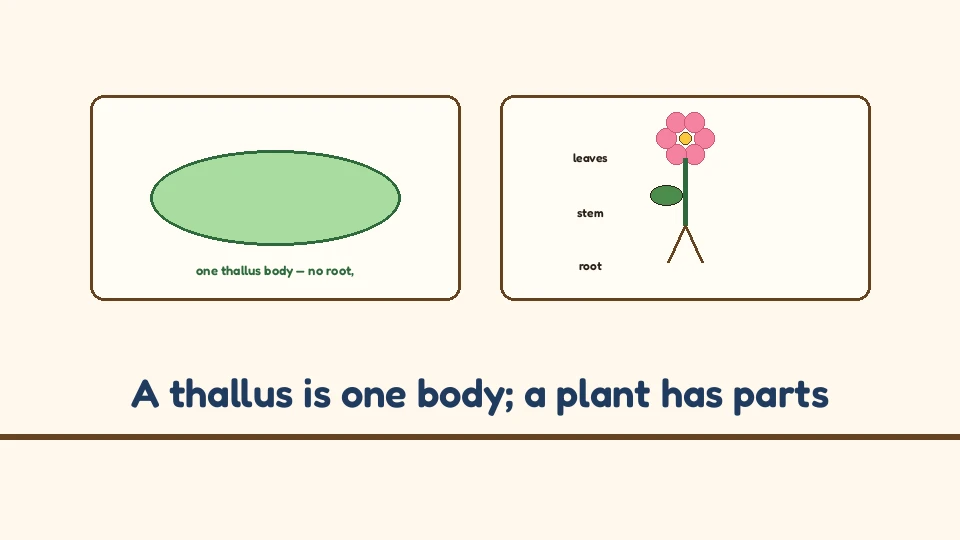 one thallus body — no root,
leaves
stem
root
A thallus is one body; a plant has parts